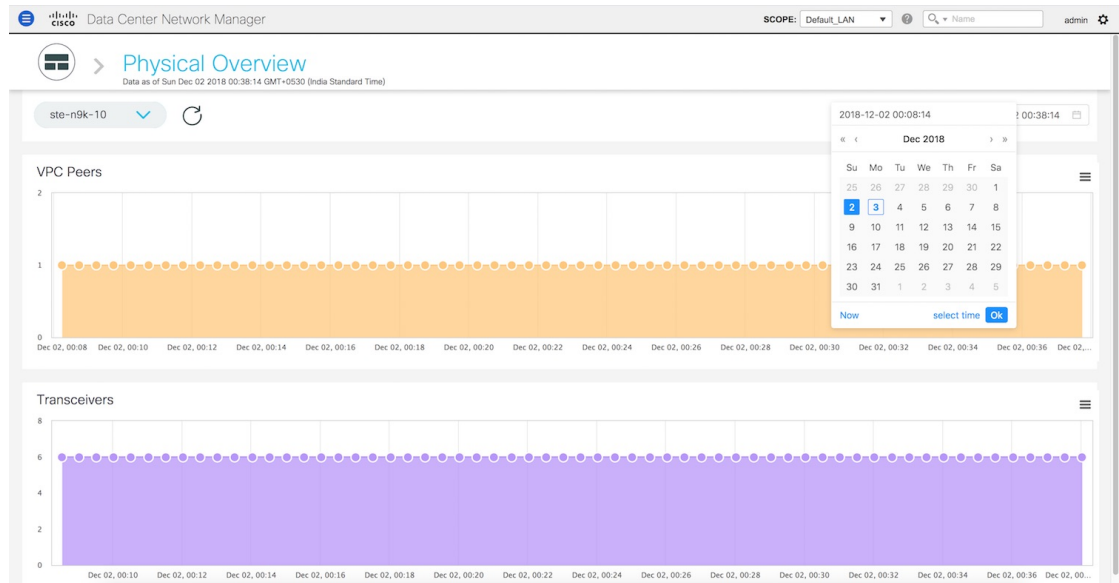 CISCO Data Center Network Manager SCOPE: Default_LAN ? Name admin
Physical Overview
Data as of Sun Dec 02 2018 00:38:14 GMT+0530 (India Standard Time)
ste-n9k-10 2018-12-02 00:08:14 2 00:38:14
« ‹ Dec 2018 › »
Su Mo Tu We Th Fr Sa
25 26 27 28 29 30 1
2 3 4 5 6 7 8
9 10 11 12 13 14 15
16 17 18 19 20 21 22
23 24 25 26 27 28 29
30 31 1 2 3 4 5
Now select time Ok
VPC Peers
2
1
0
Dec 02, 00:08 Dec 02, 00:10 Dec 02, 00:12 Dec 02, 00:14 Dec 02, 00:16 Dec 02, 00:18 Dec 02, 00:20 Dec 02, 00:22 Dec 02, 00:24 Dec 02, 00:26 Dec 02, 00:28 Dec 02, 00:30 Dec 02, 00:32 Dec 02, 00:34 Dec 02, 00:36 Dec 02,...
Transceivers
8
6
4
2
0
Dec 02, 00:10 Dec 02, 00:12 Dec 02, 00:14 Dec 02, 00:16 Dec 02, 00:18 Dec 02, 00:20 Dec 02, 00:22 Dec 02, 00:24 Dec 02, 00:26 Dec 02, 00:28 Dec 02, 00:30 Dec 02, 00:32 Dec 02, 00:34 Dec 02, 00:36 Dec 02, 00...